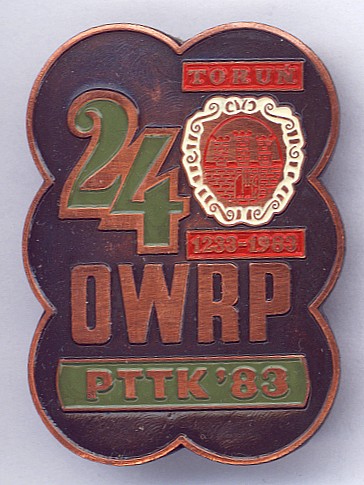 TORUŃ
24
1233-1983
OWRP
PTTK '83